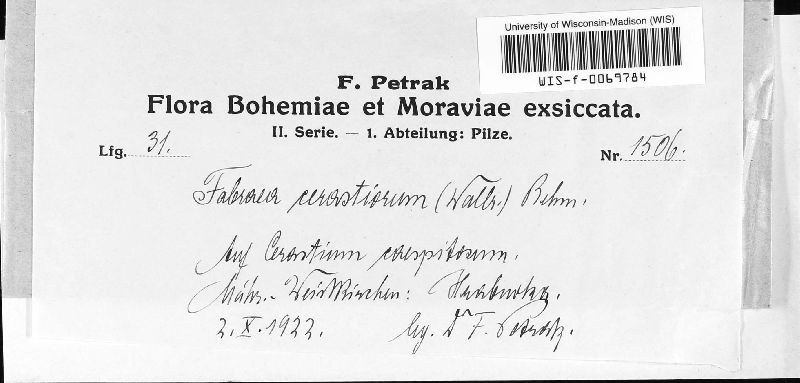 University of Wisconsin-Madison (WIS)
WIS-f-0069784
F. Petrak
Flora Bohemiae et Moraviae exsiccata.
II. Serie. — 1. Abteilung: Pilze.
Lfg. 31.
Nr. 1506.
Fabraea cerastiorum (Wallr.) Rehm.
Auf Cerastium caespitosum.
Mähr.-Weisskirchen: Hrabuvka.
2. X. 1922.
leg. Dr F. Petrak.